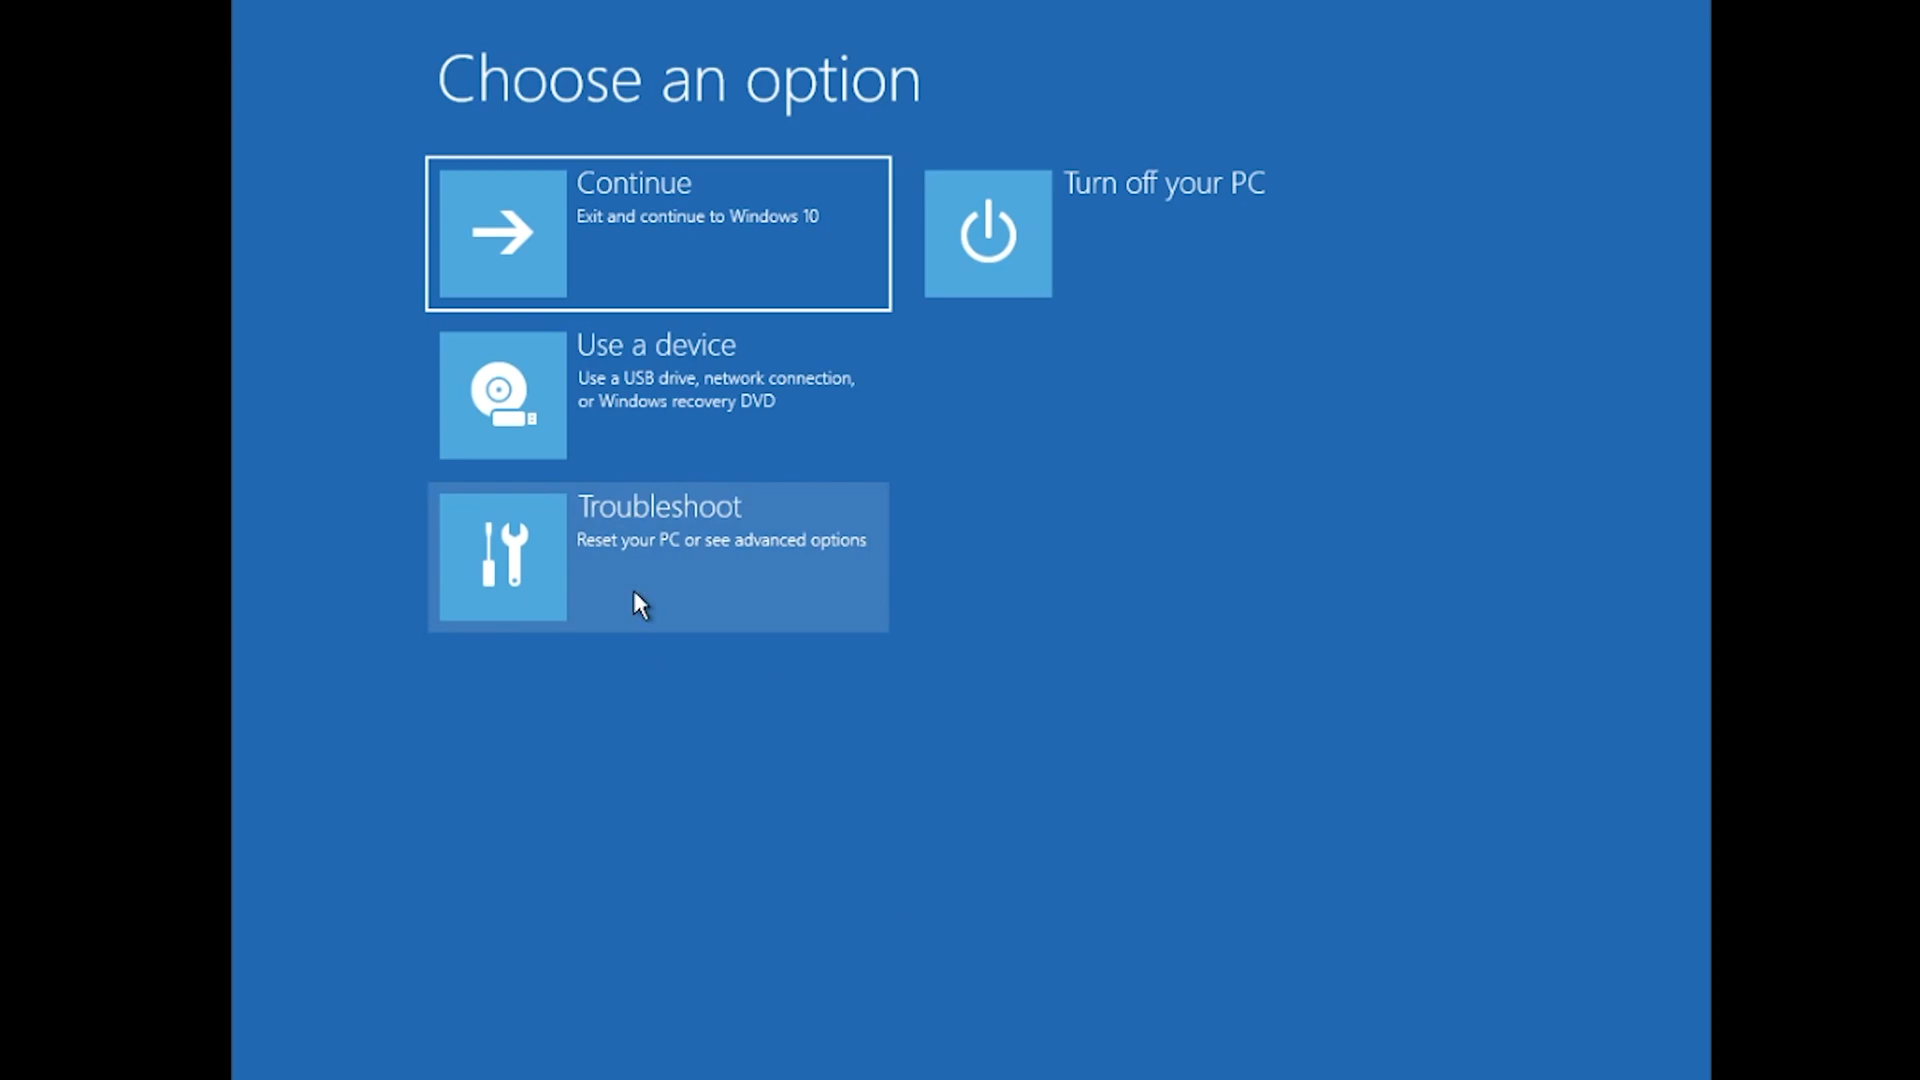 Choose an option
Continue
Exit and continue to Windows 10
Turn off your PC
Use a device
Use a USB drive, network connection,
or Windows recovery DVD
Troubleshoot
Reset your PC or see advanced options